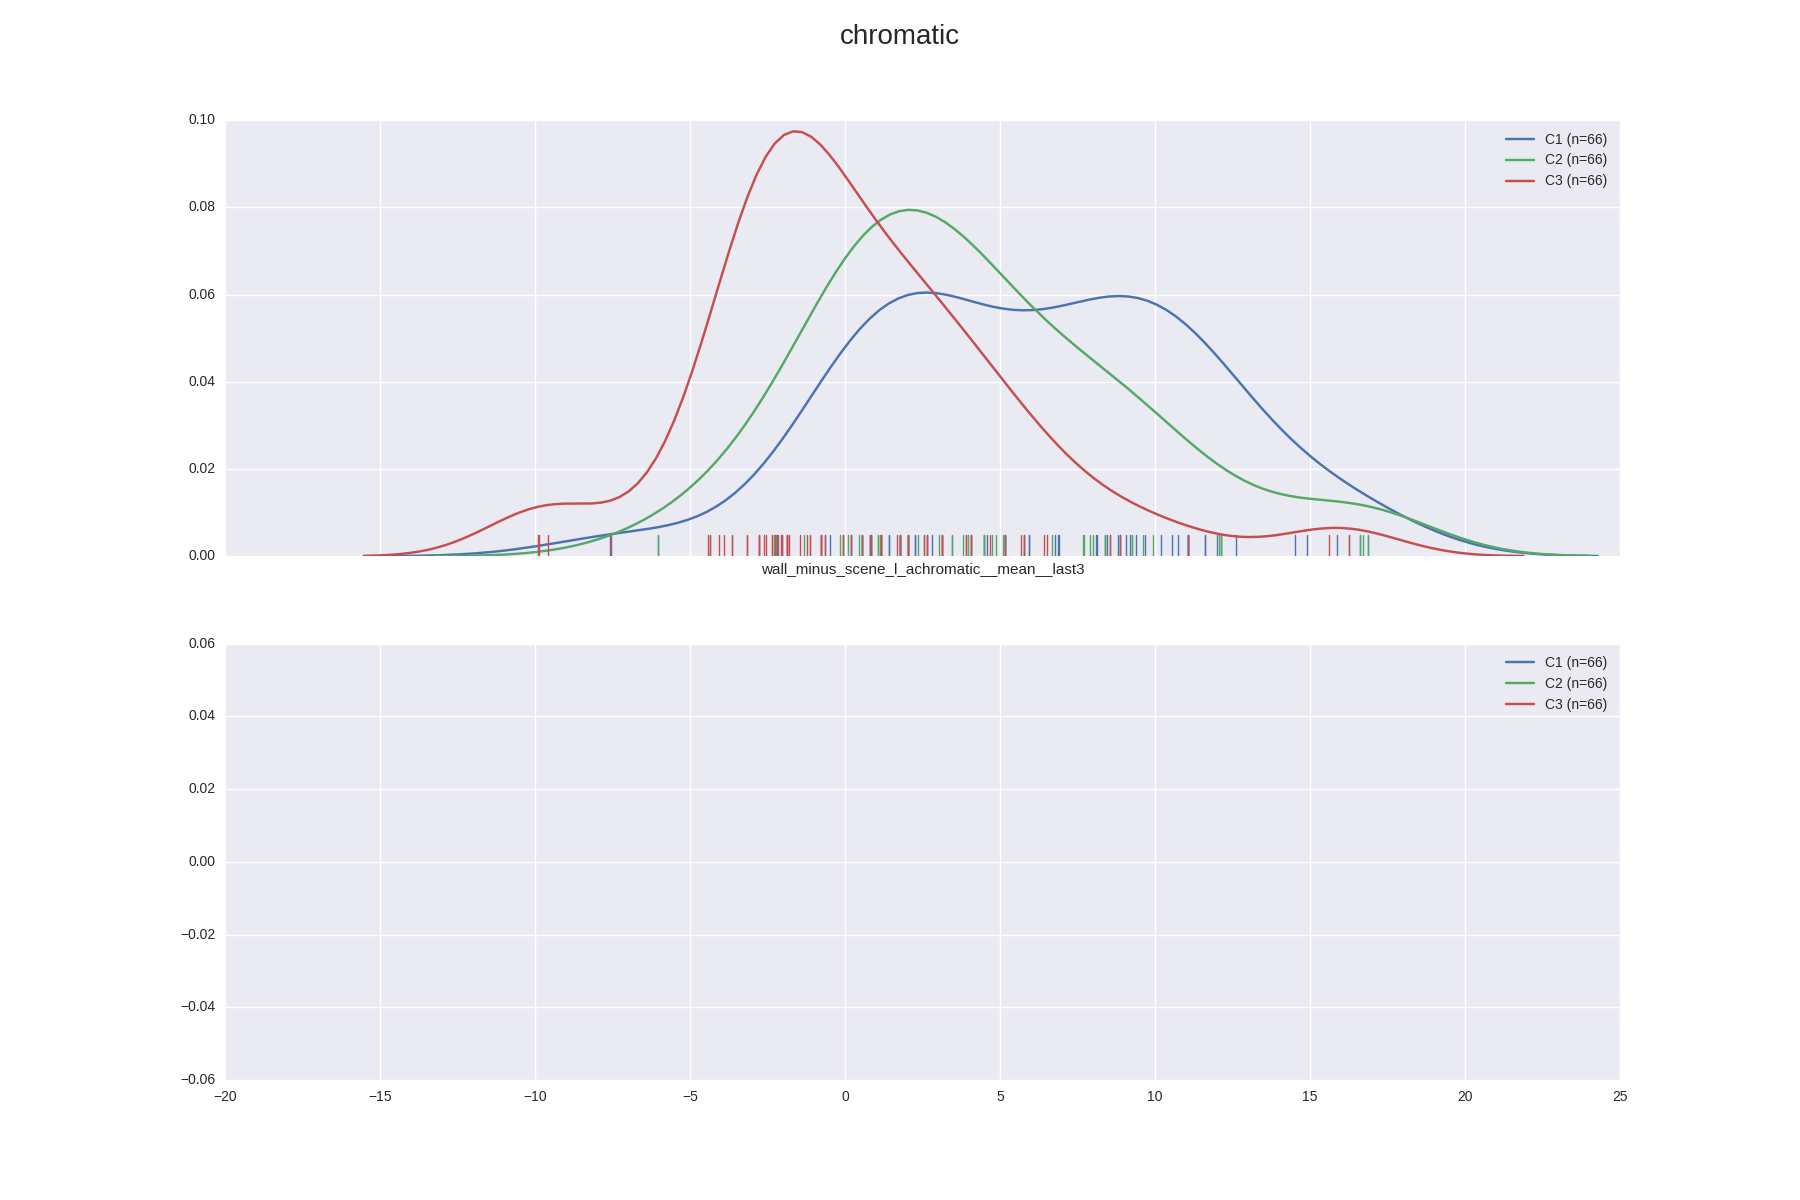 chromatic
0.10
0.08
0.06
0.04
0.02
0.00
C1 (n=66)
C2 (n=66)
C3 (n=66)
wall_minus_scene_l_achromatic__mean__last3
0.06
0.04
0.02
0.00
−0.02
−0.04
−0.06
C1 (n=66)
C2 (n=66)
C3 (n=66)
−20 −15 −10 −5 0 5 10 15 20 25